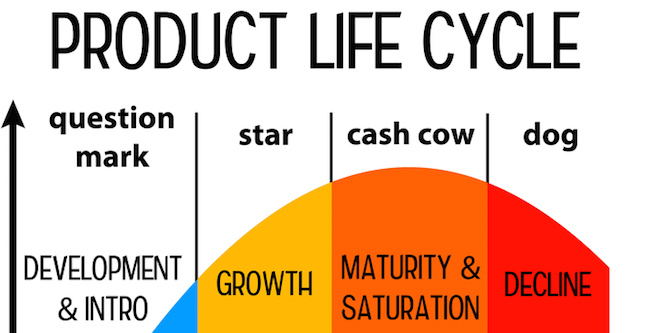 PRODUCT LIFE CYCLE
question
mark
star
cash cow
dog
DEVELOPMENT
& INTRO
GROWTH
MATURITY &
SATURATION
DECLINE